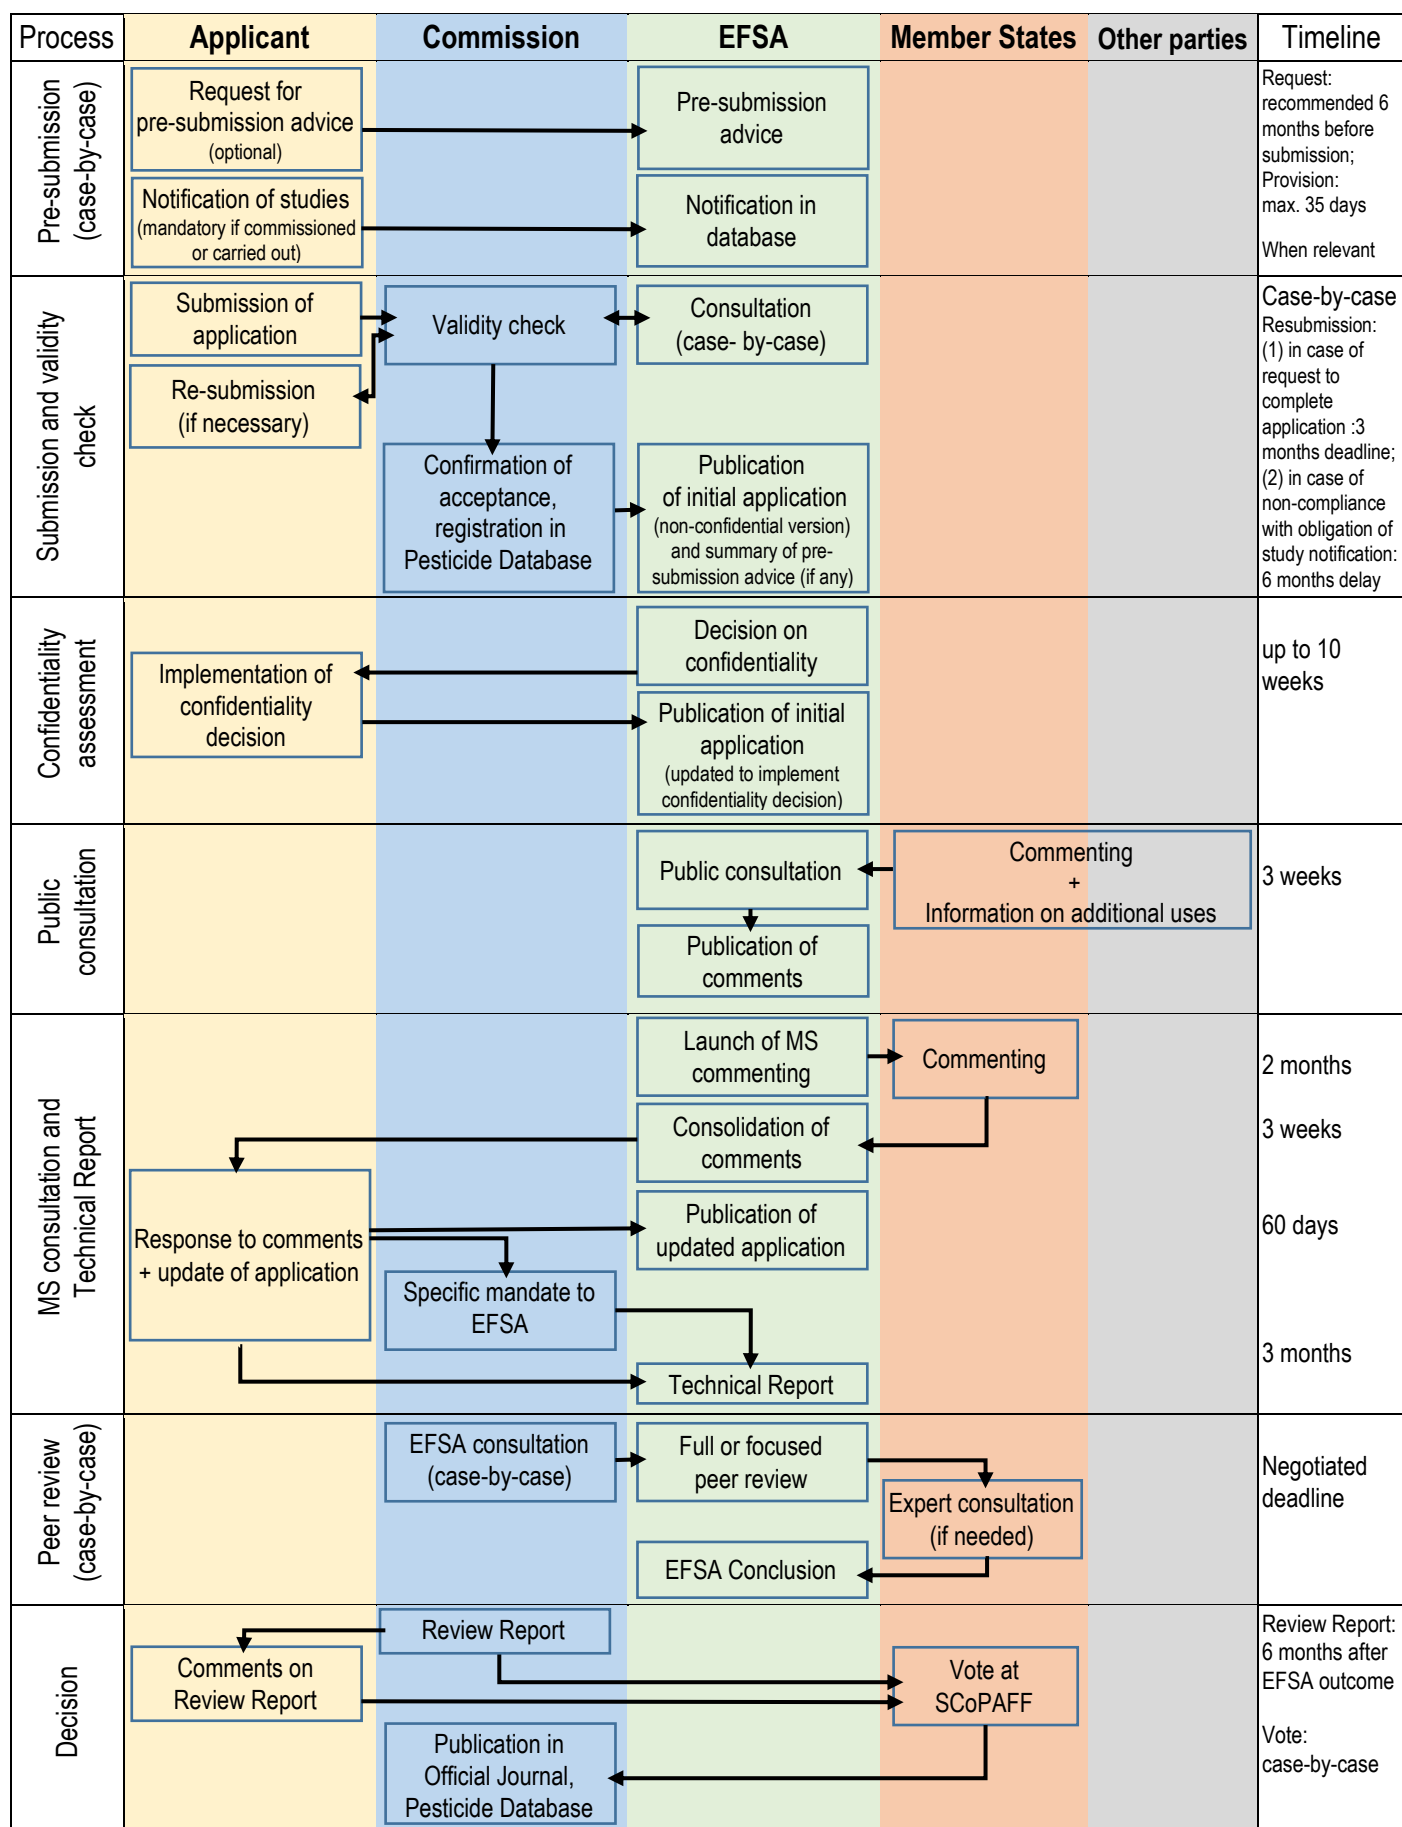 Process
Applicant
Commission
EFSA
Member States
Other parties
Timeline
Pre-submission
(case-by-case)
Request for
pre-submission advice
(optional)
Pre-submission
advice
Notification of studies
(mandatory if commissioned
or carried out)
Notification in
database
Request:
recommended 6
months before
submission;
Provision:
max. 35 days
When relevant
Submission and validity
check
Submission of
application
Validity check
Consultation
(case- by-case)
Re-submission
(if necessary)
Confirmation of
acceptance,
registration in
Pesticide Database
Publication
of initial application
(non-confidential version)
and summary of pre-
submission advice (if any)
Case-by-case
Resubmission:
(1) in case of
request to
complete
application :3
months deadline;
(2) in case of
non-compliance
with obligation of
study notification:
6 months delay
Confidentiality
assessment
Decision on
confidentiality
Implementation of
confidentiality
decision
Publication of initial
application
(updated to implement
confidentiality decision)
up to 10
weeks
Public
consultation
Public consultation
Commenting
+
Information on additional uses
Publication of
comments
3 weeks
MS consultation and
Technical Report
Launch of MS
commenting
Commenting
Consolidation of
comments
Response to comments
+ update of application
Publication of
updated application
Specific mandate to
EFSA
Technical Report
2 months
3 weeks
60 days
3 months
Peer review
(case-by-case)
EFSA consultation
(case-by-case)
Full or focused
peer review
Expert consultation
(if needed)
EFSA Conclusion
Negotiated
deadline
Decision
Review Report
Comments on
Review Report
Vote at
SCoPAFF
Publication in
Official Journal,
Pesticide Database
Review Report:
6 months after
EFSA outcome
Vote:
case-by-case